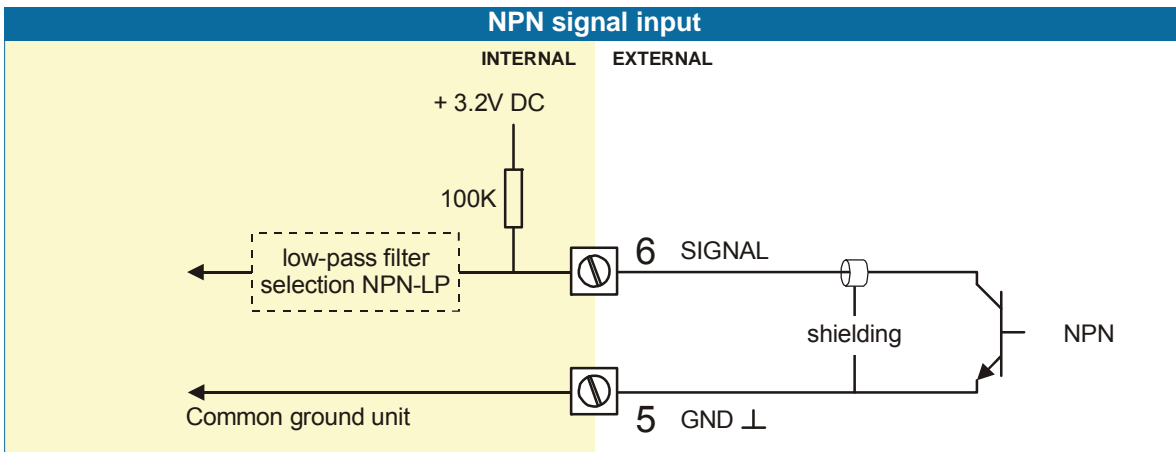 NPN signal input
INTERNAL
EXTERNAL
+ 3.2V DC
100K
low-pass filter
selection NPN-LP
6 SIGNAL
shielding
NPN
Common ground unit
5 GND ⊥